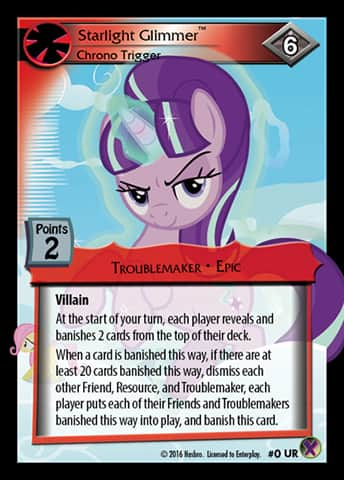 Starlight Glimmer™
Chrono Trigger
6
Points
2
Troublemaker • Epic
Villain
At the start of your turn, each player reveals and
banishes 2 cards from the top of their deck.
When a card is banished this way, if there are at
least 20 cards banished this way, dismiss each
other Friend, Resource, and Troublemaker, each
player puts each of their Friends and Troublemakers
banished this way into play, and banish this card.
© 2016 Hasbro. Licensed to Enterplay. #0 UR